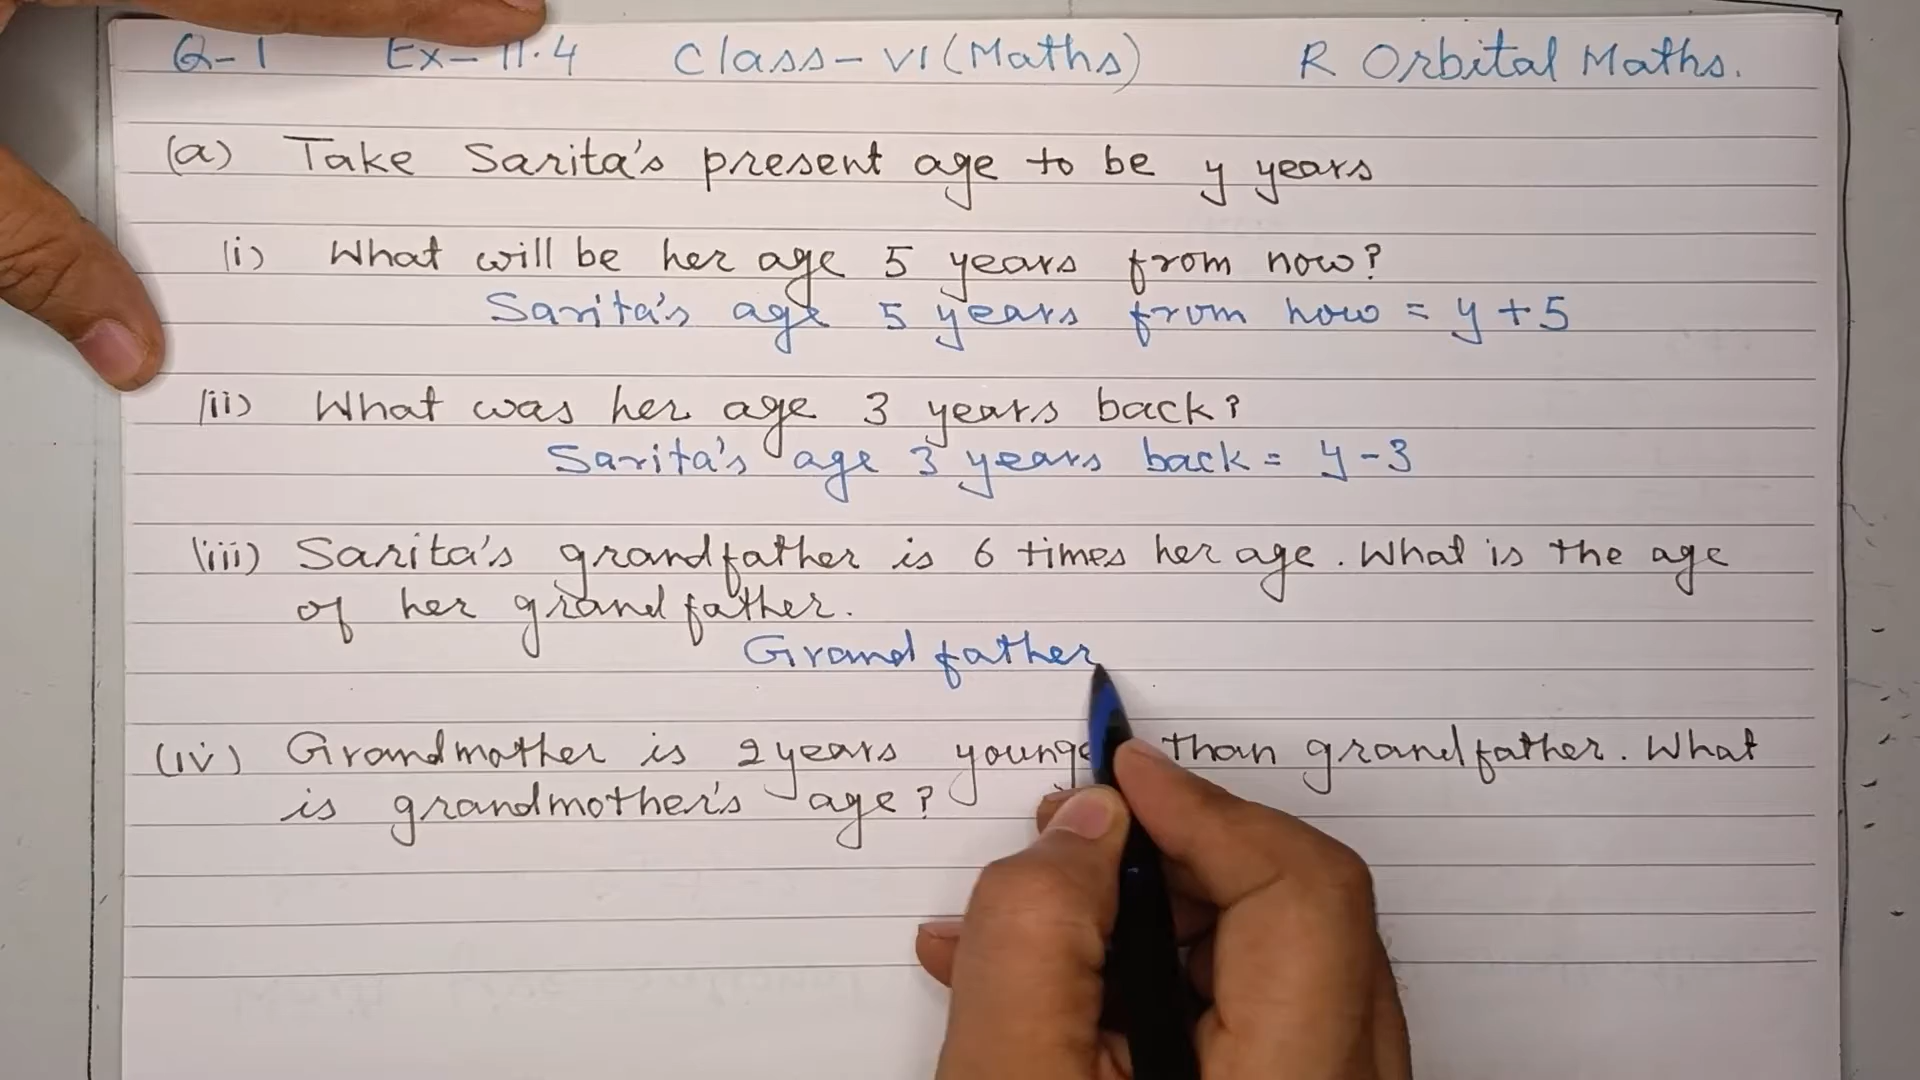 Q-1 Ex-11.4 Class-VI (Maths) R Orbital Maths.
(a) Take Sarita's present age to be y years
(i) What will be her age 5 years from now?
Sarita's age 5 years from now = y + 5
(ii) What was her age 3 years back?
Sarita's age 3 years back = y - 3
(iii) Sarita's grandfather is 6 times her age. What is the age
of her grandfather.
Grandfather
(iv) Grandmother is 2 years than grandfather. What
is grandmother's age?